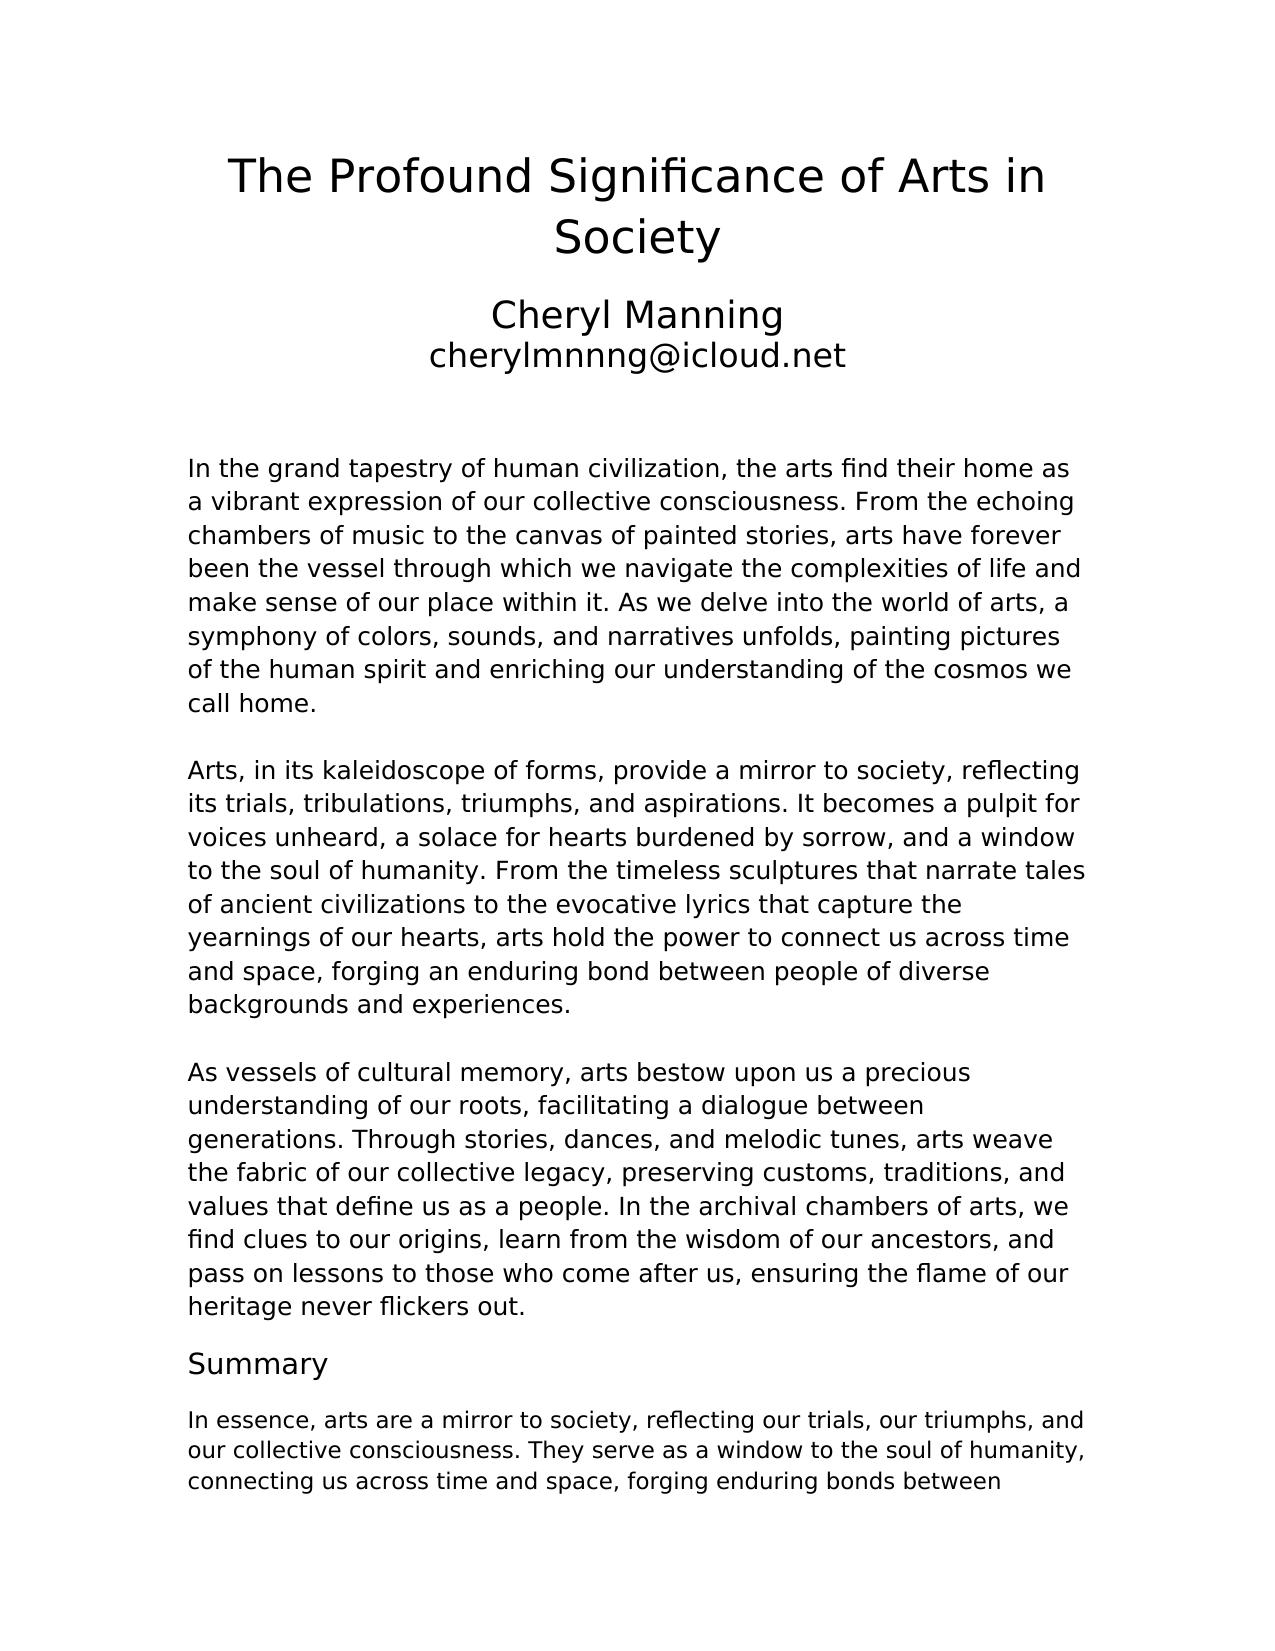 The Profound Significance of Arts in
Society
Cheryl Manning
cherylmnnng@icloud.net
In the grand tapestry of human civilization, the arts find their home as
a vibrant expression of our collective consciousness. From the echoing
chambers of music to the canvas of painted stories, arts have forever
been the vessel through which we navigate the complexities of life and
make sense of our place within it. As we delve into the world of arts, a
symphony of colors, sounds, and narratives unfolds, painting pictures
of the human spirit and enriching our understanding of the cosmos we
call home.
Arts, in its kaleidoscope of forms, provide a mirror to society, reflecting
its trials, tribulations, triumphs, and aspirations. It becomes a pulpit for
voices unheard, a solace for hearts burdened by sorrow, and a window
to the soul of humanity. From the timeless sculptures that narrate tales
of ancient civilizations to the evocative lyrics that capture the
yearnings of our hearts, arts hold the power to connect us across time
and space, forging an enduring bond between people of diverse
backgrounds and experiences.
As vessels of cultural memory, arts bestow upon us a precious
understanding of our roots, facilitating a dialogue between
generations. Through stories, dances, and melodic tunes, arts weave
the fabric of our collective legacy, preserving customs, traditions, and
values that define us as a people. In the archival chambers of arts, we
find clues to our origins, learn from the wisdom of our ancestors, and
pass on lessons to those who come after us, ensuring the flame of our
heritage never flickers out.
Summary
In essence, arts are a mirror to society, reflecting our trials, our triumphs, and
our collective consciousness. They serve as a window to the soul of humanity,
connecting us across time and space, forging enduring bonds between